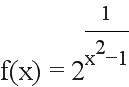 f(x) = 2^(1/(x^2-1))